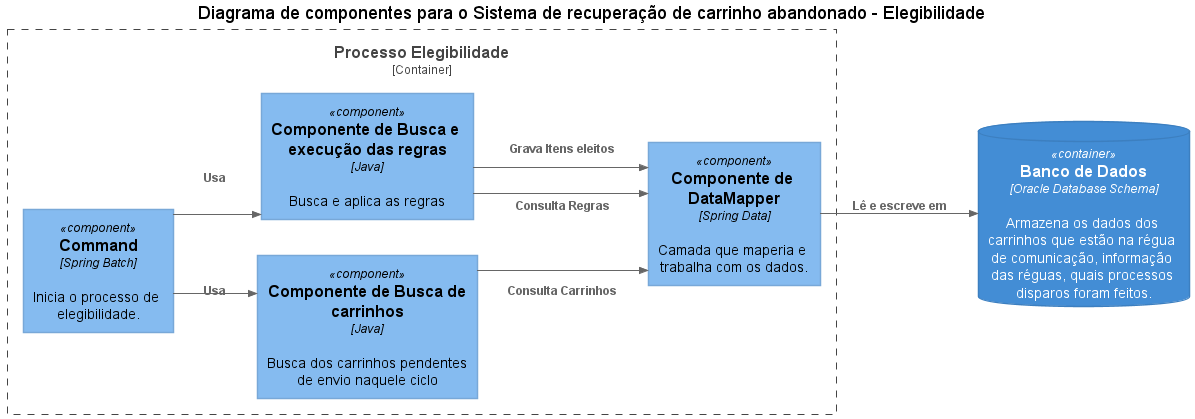 Diagrama de componentes para o Sistema de recuperação de carrinho abandonado - Elegibilidade
Processo Elegibilidade
[Container]
«component»
Command
[Spring Batch]
Inicia o processo de
elegibilidade.
Usa
Usa
«component»
Componente de Busca e
execução das regras
[Java]
Busca e aplica as regras
«component»
Componente de Busca de
carrinhos
[Java]
Busca dos carrinhos pendentes
de envio naquele ciclo
Grava Itens eleitos
Consulta Regras
Consulta Carrinhos
«component»
Componente de
DataMapper
[Spring Data]
Camada que maperia e
trabalha com os dados.
Lê e escreve em
«container»
Banco de Dados
[Oracle Database Schema]
Armazena os dados dos
carrinhos que estão na régua
de comunicação, informação
das réguas, quais processos
disparos foram feitos.